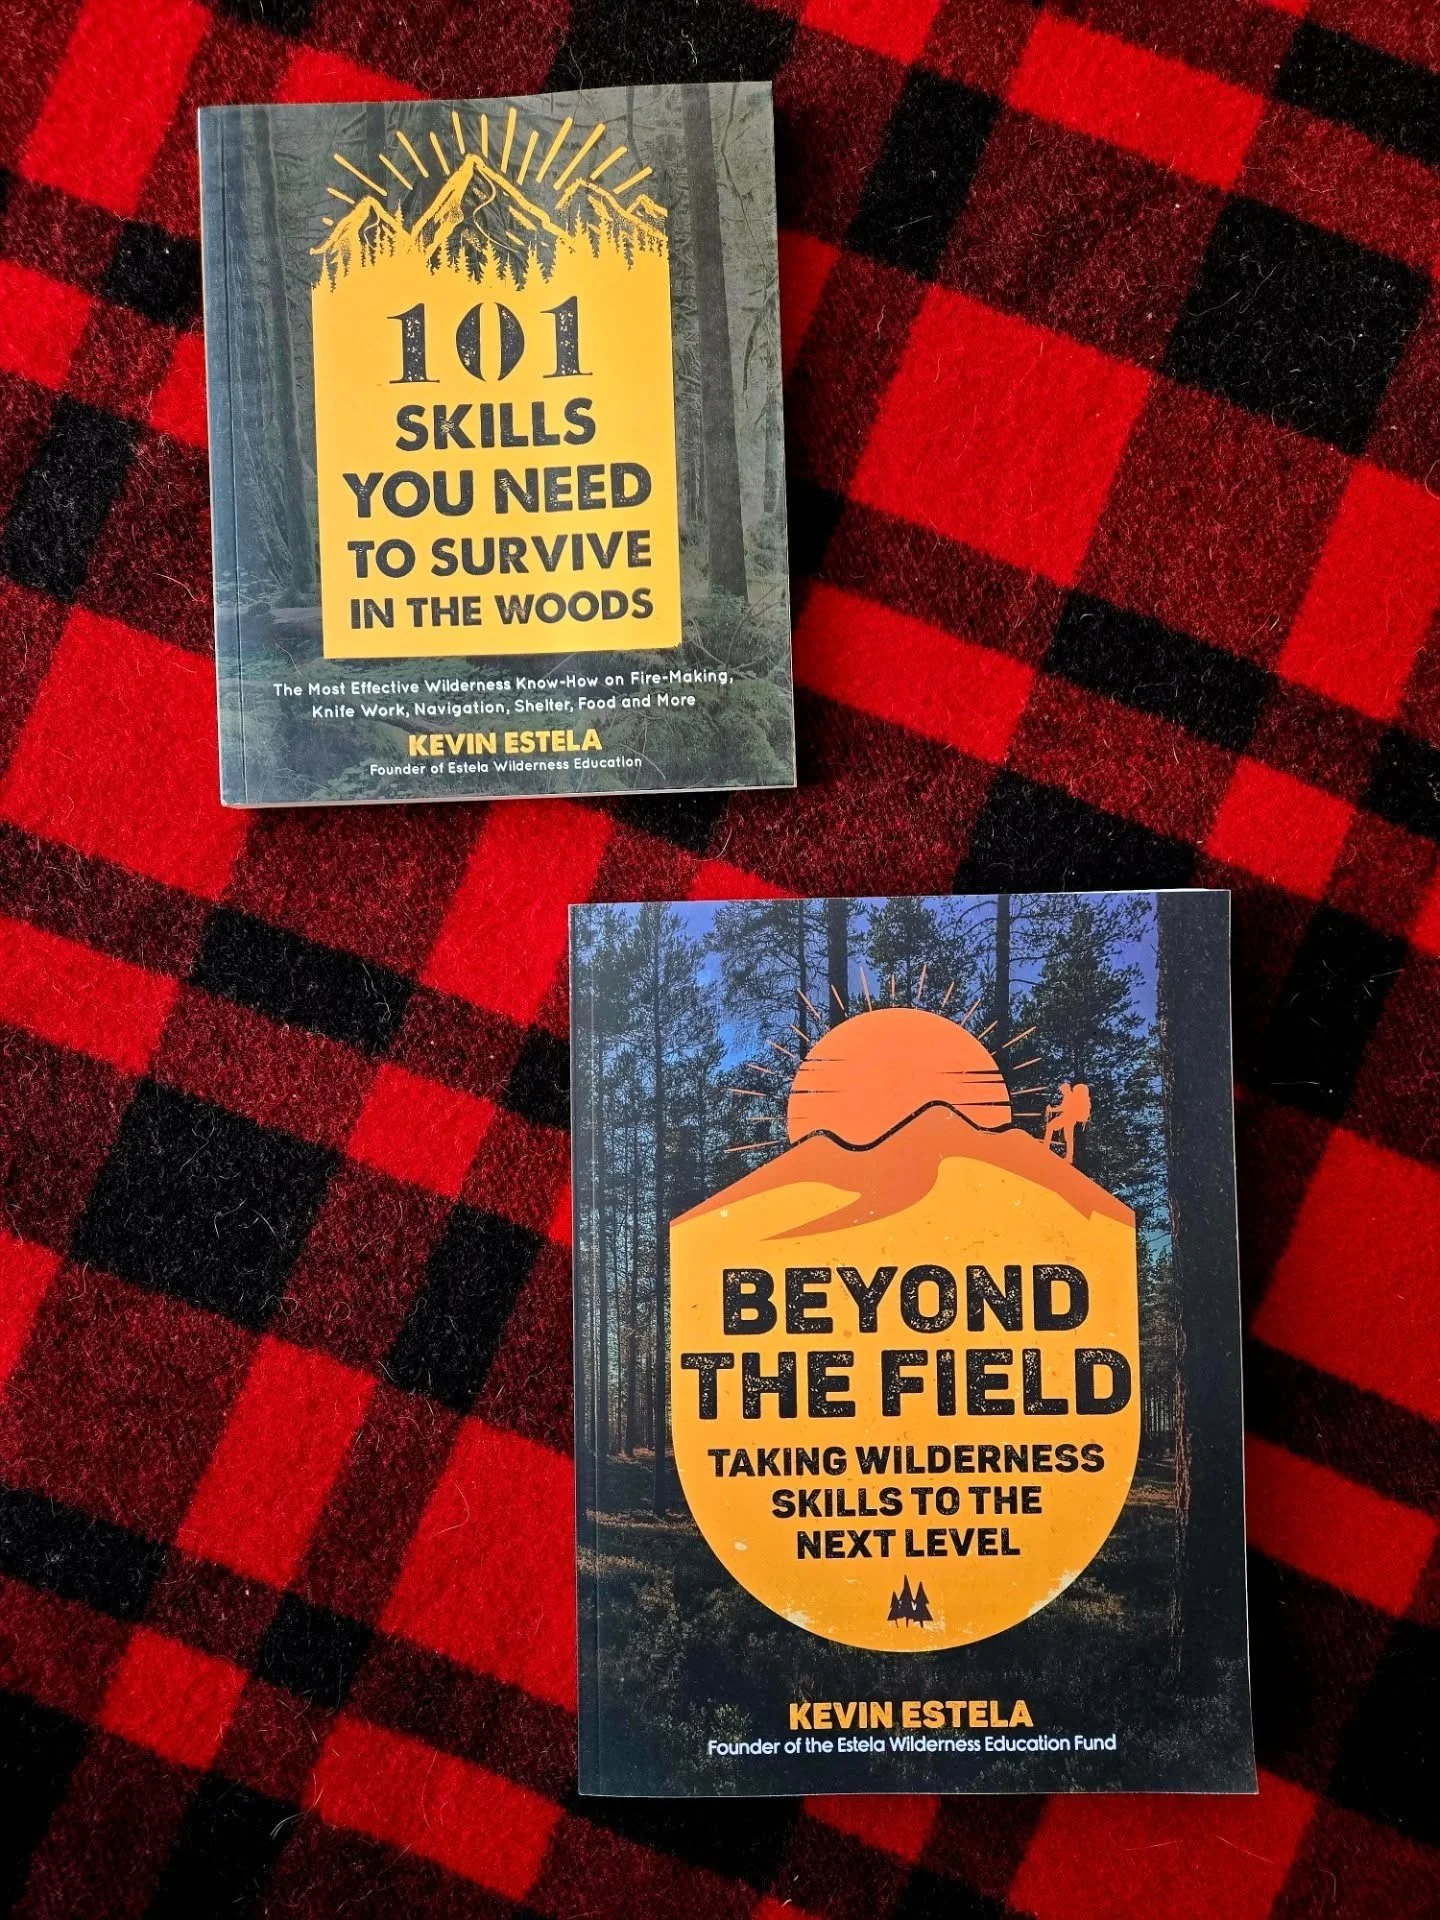 101
SKILLS
YOU NEED
TO SURVIVE
IN THE WOODS
The Most Effective Wilderness Know-How on Fire-Making,
Knife Work, Navigation, Shelter, Food and More
KEVIN ESTELA
Founder of Estela Wilderness Education
BEYOND
THE FIELD
TAKING WILDERNESS
SKILLS TO THE
NEXT LEVEL
KEVIN ESTELA
Founder of the Estela Wilderness Education Fund